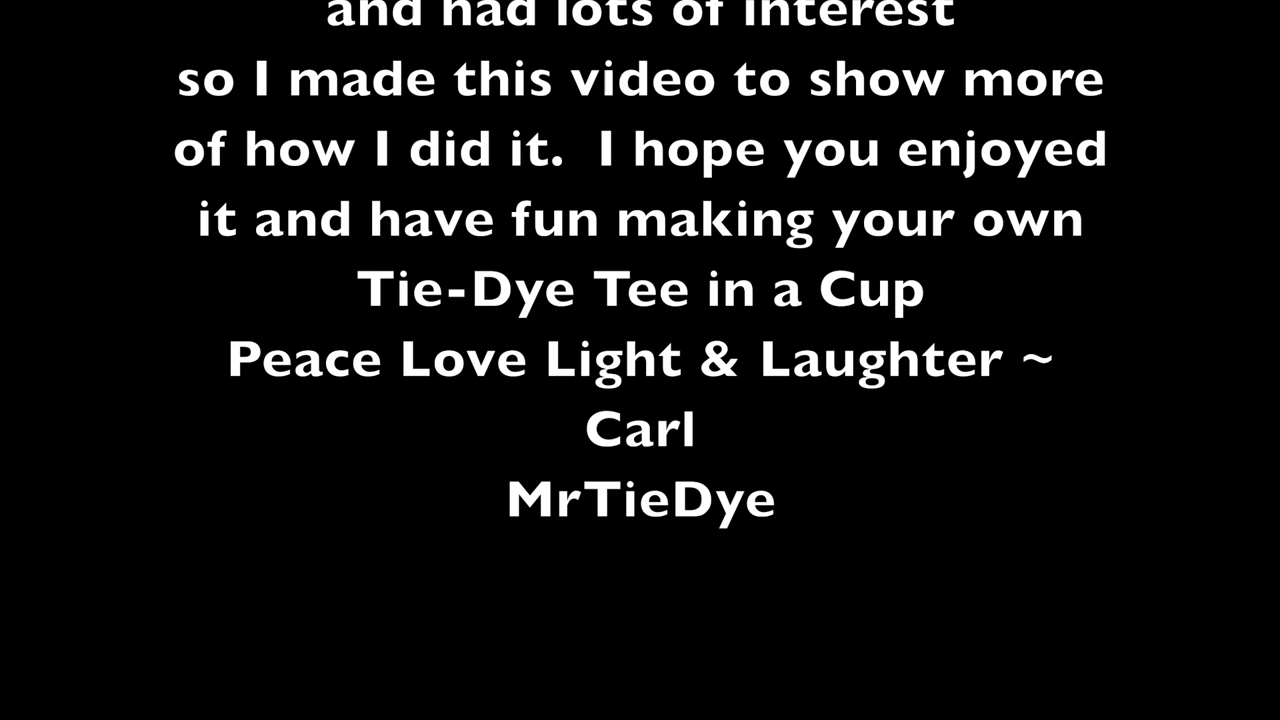 and had lots of interest
so I made this video to show more
of how I did it.  I hope you enjoyed
it and have fun making your own
Tie-Dye Tee in a Cup
Peace Love Light & Laughter ~
Carl
MrTieDye